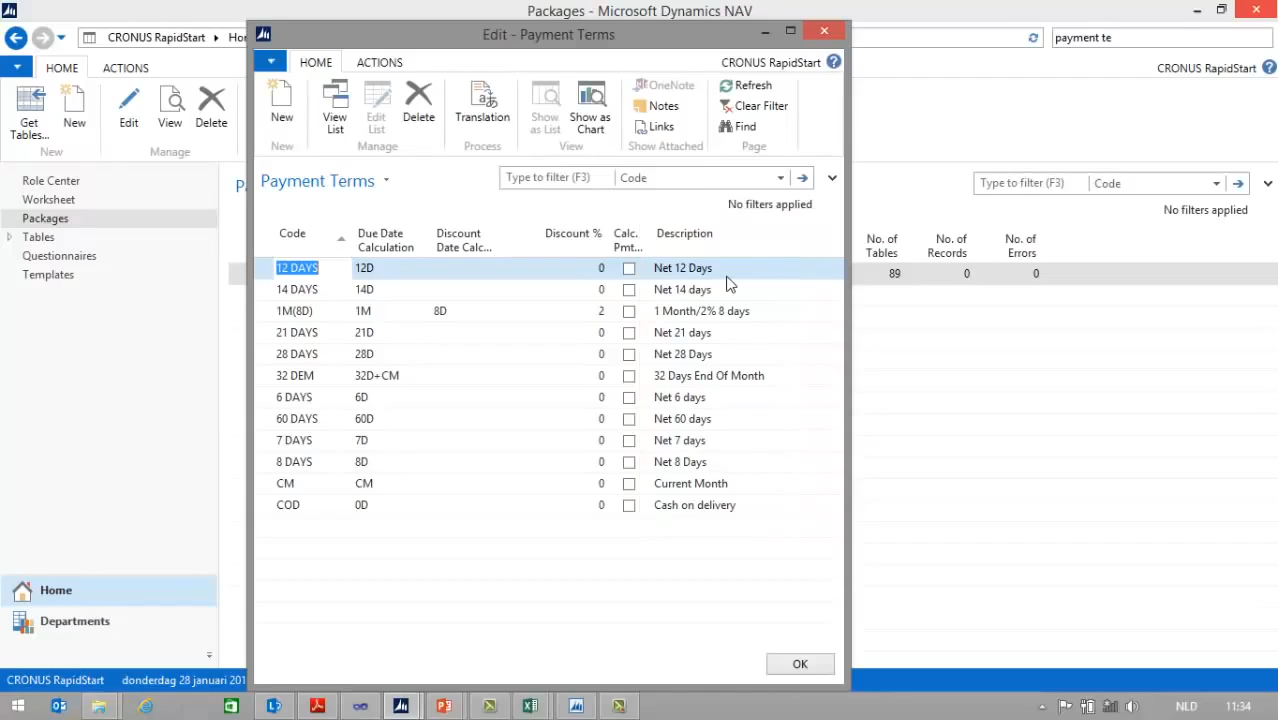 Packages - Microsoft Dynamics NAV
CRONUS RapidStart
payment te
HOME
ACTIONS
CRONUS RapidStart
Get Tables...
New
Edit
View
Delete
New
Manage
Role Center
Worksheet
Packages
Tables
Questionnaires
Templates
Home
Departments
Edit - Payment Terms
HOME
ACTIONS
CRONUS RapidStart
New
View List
Edit List
Delete
Translation
Show as List
Show as Chart
OneNote
Notes
Links
Refresh
Clear Filter
Find
New
Manage
Process
View
Show Attached
Page
Payment Terms
Type to filter (F3)
Code
No filters applied
Code
Due Date Calculation
Discount Date Calc...
Discount %
Calc. Pmt...
Description
12 DAYS 12D 0 Net 12 Days
14 DAYS 14D 0 Net 14 days
1M(8D) 1M 8D 2 1 Month/2% 8 days
21 DAYS 21D 0 Net 21 days
28 DAYS 28D 0 Net 28 Days
32 DEM 32D+CM 0 32 Days End Of Month
6 DAYS 6D 0 Net 6 days
60 DAYS 60D 0 Net 60 days
7 DAYS 7D 0 Net 7 days
8 DAYS 8D 0 Net 8 Days
CM CM 0 Current Month
COD 0D 0 Cash on delivery
OK
Type to filter (F3)
Code
No filters applied
No. of Tables
No. of Records
No. of Errors
89 0 0
CRONUS RapidStart
donderdag 28 januari
NLD
11:34